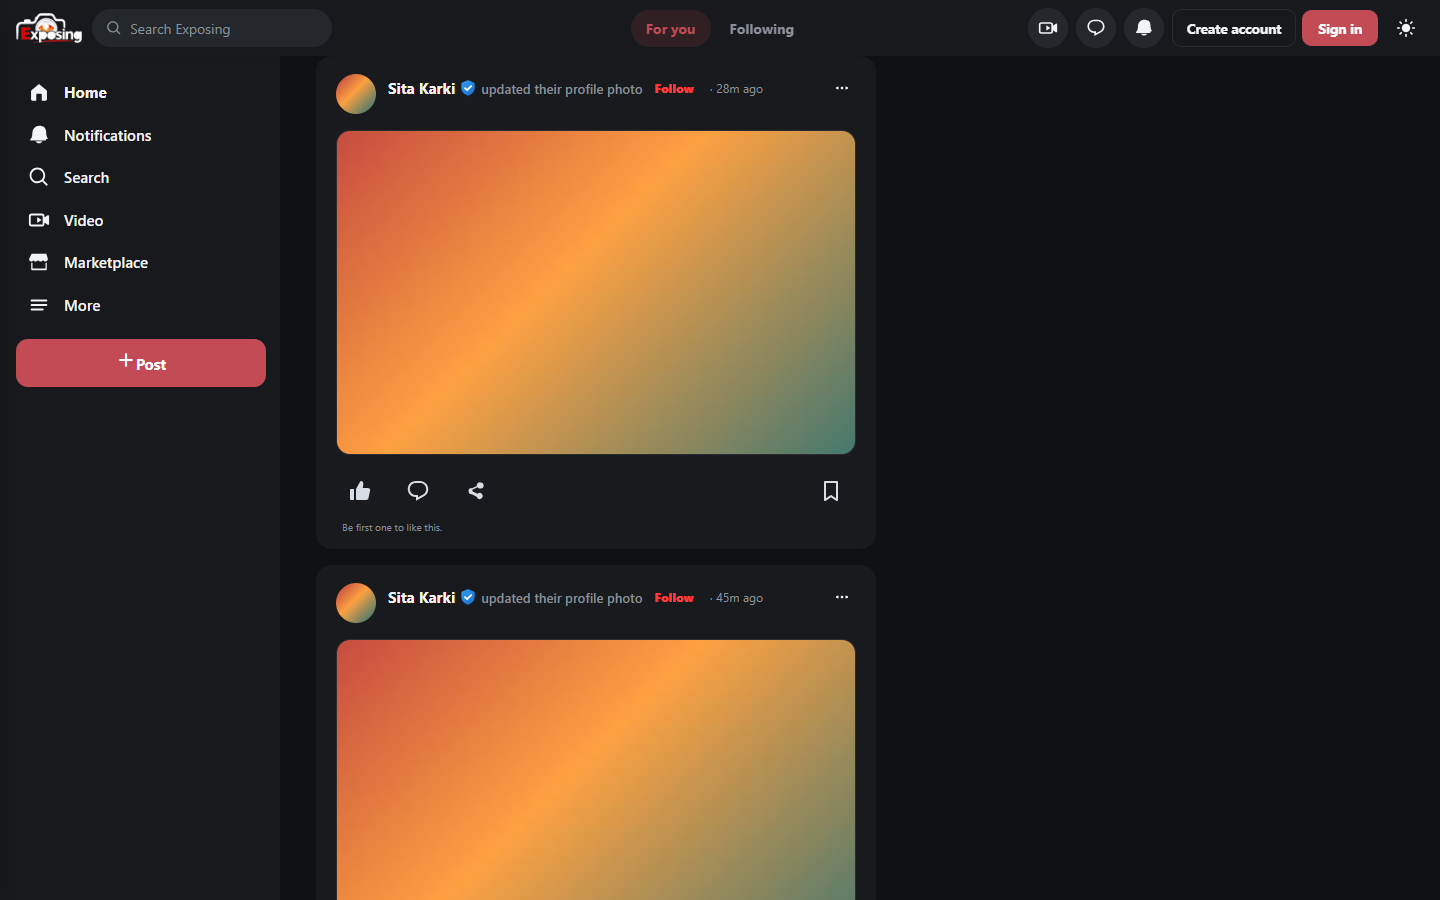 Exposing
Search Exposing
For you
Following
Create account
Sign in
Home
Notifications
Search
Video
Marketplace
More
Post
Sita Karki updated their profile photo Follow · 28m ago
Be first one to like this.
Sita Karki updated their profile photo Follow · 45m ago